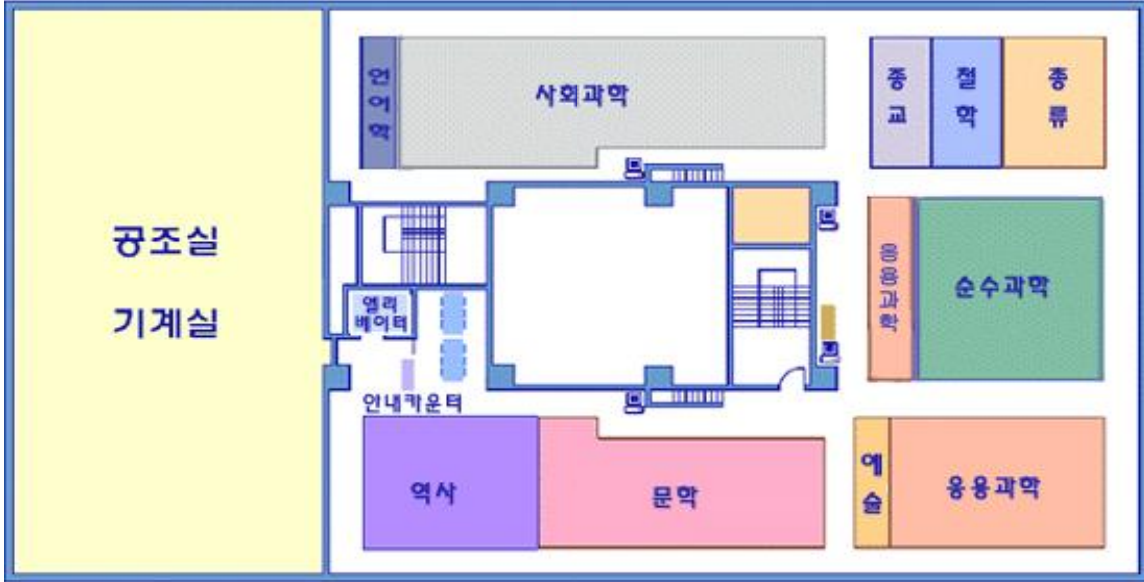 언어학
사회과학
종교
철학
총류
공조실
기계실
응용과학
순수과학
엘리
베이터
안내카운터
역사
문학
예술
응용과학